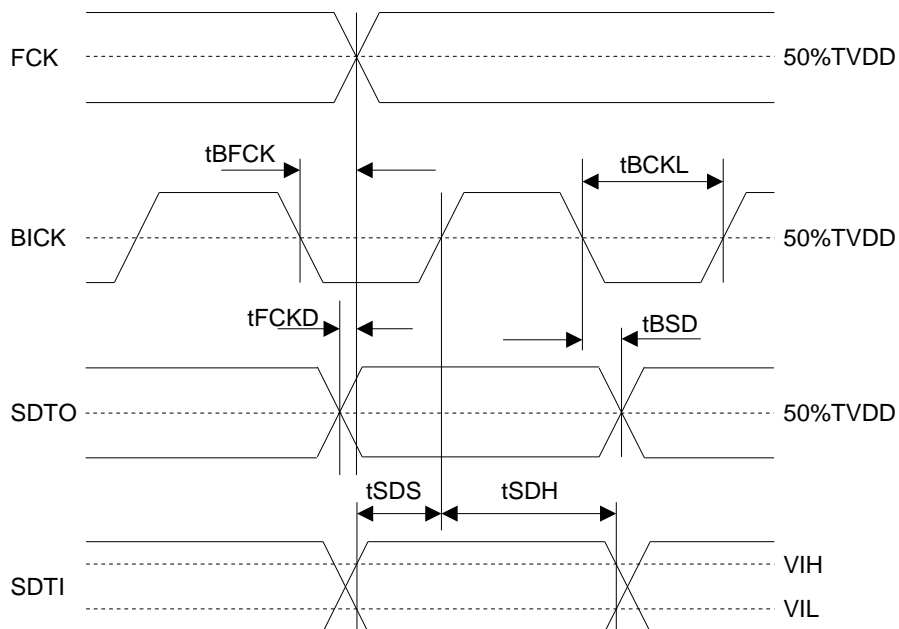 FCK 50%TVDD
tBFCK tBCKL
BICK 50%TVDD
tFCKD tBSD
SDTO 50%TVDD
tSDS tSDH
VIH
SDTI
VIL